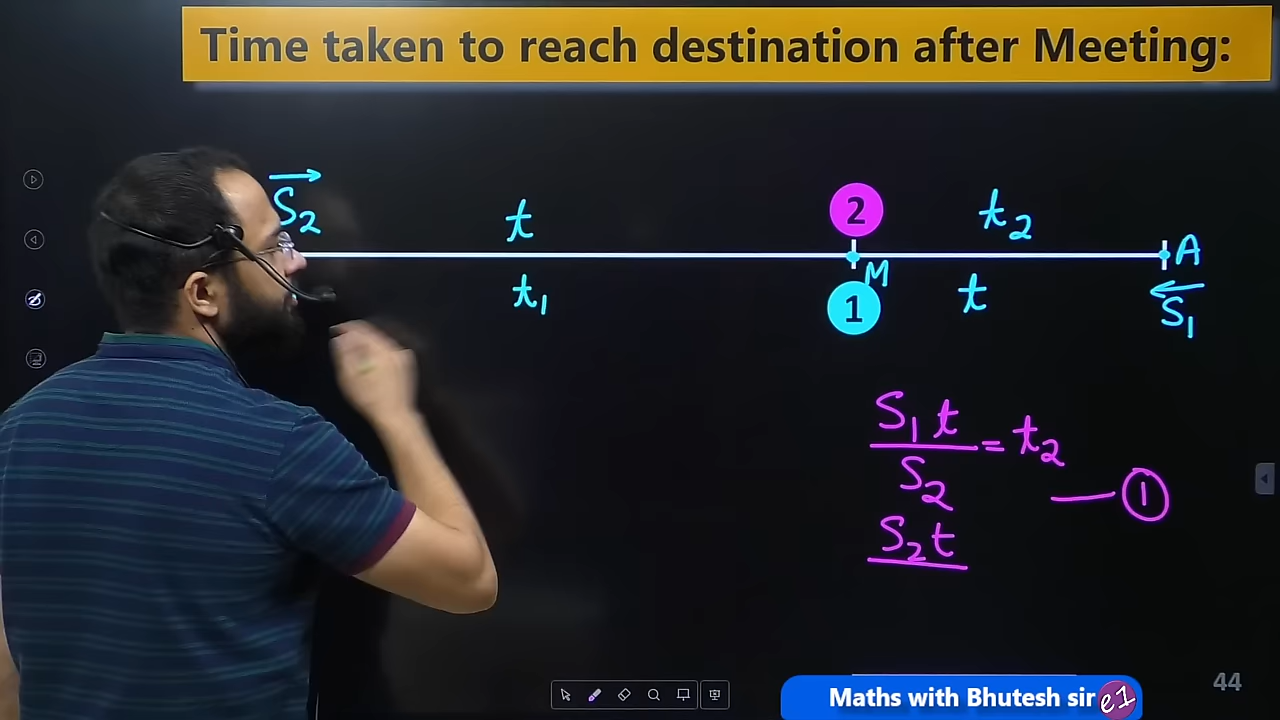 Time taken to reach destination after Meeting:
S₂
t
2
t₂
M
A
t₁
1
t
S₁
S₁ t
S₂
= t₂
1
S₂ t
Maths with Bhutesh sir e1
44